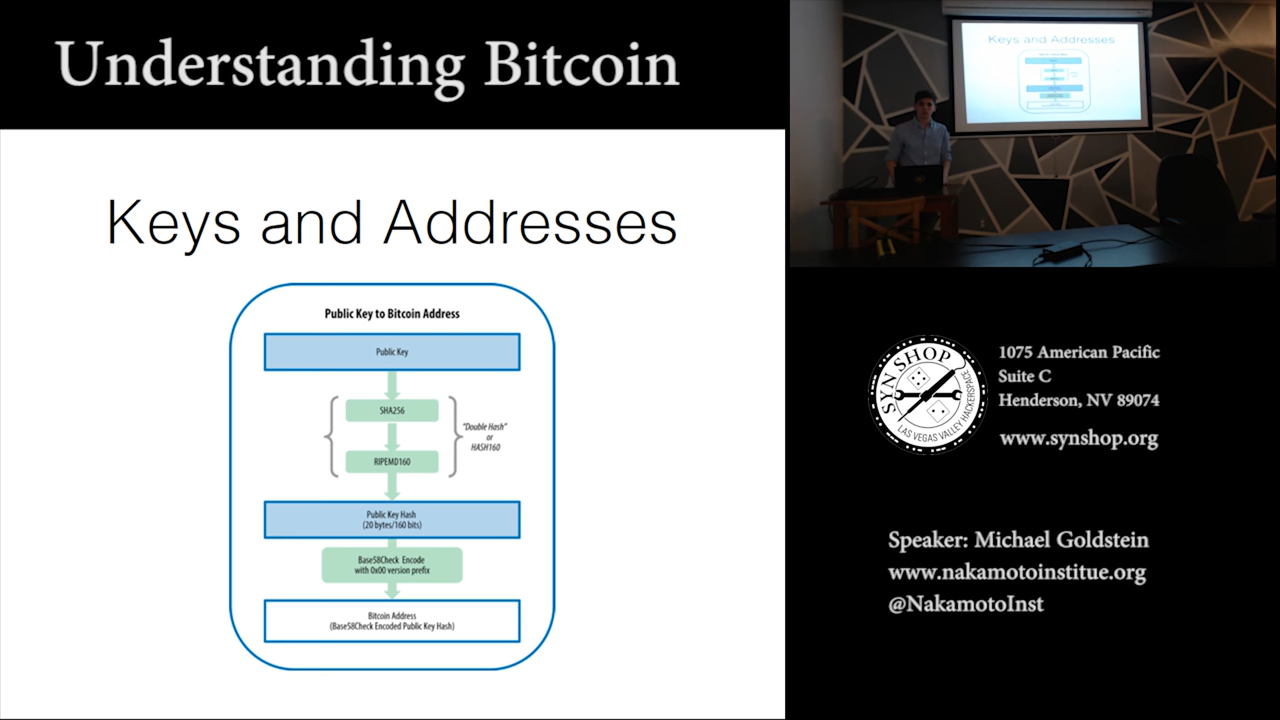 Understanding Bitcoin
Keys and Addresses
Public Key to Bitcoin Address
Public Key
SHA256
"Double Hash"
or
HASH160
RIPEMD160
Public Key Hash
(20 bytes/160 bits)
Base58Check Encode
with 0x00 version prefix
Bitcoin Address
(Base58Check Encoded Public Key Hash)
Keys and Addresses
SYN SHOP
LAS VEGAS VALLEY HACKERSPACE
1075 American Pacific
Suite C
Henderson, NV 89074
www.synshop.org
Speaker: Michael Goldstein
www.nakamotoinstitue.org
@NakamotoInst